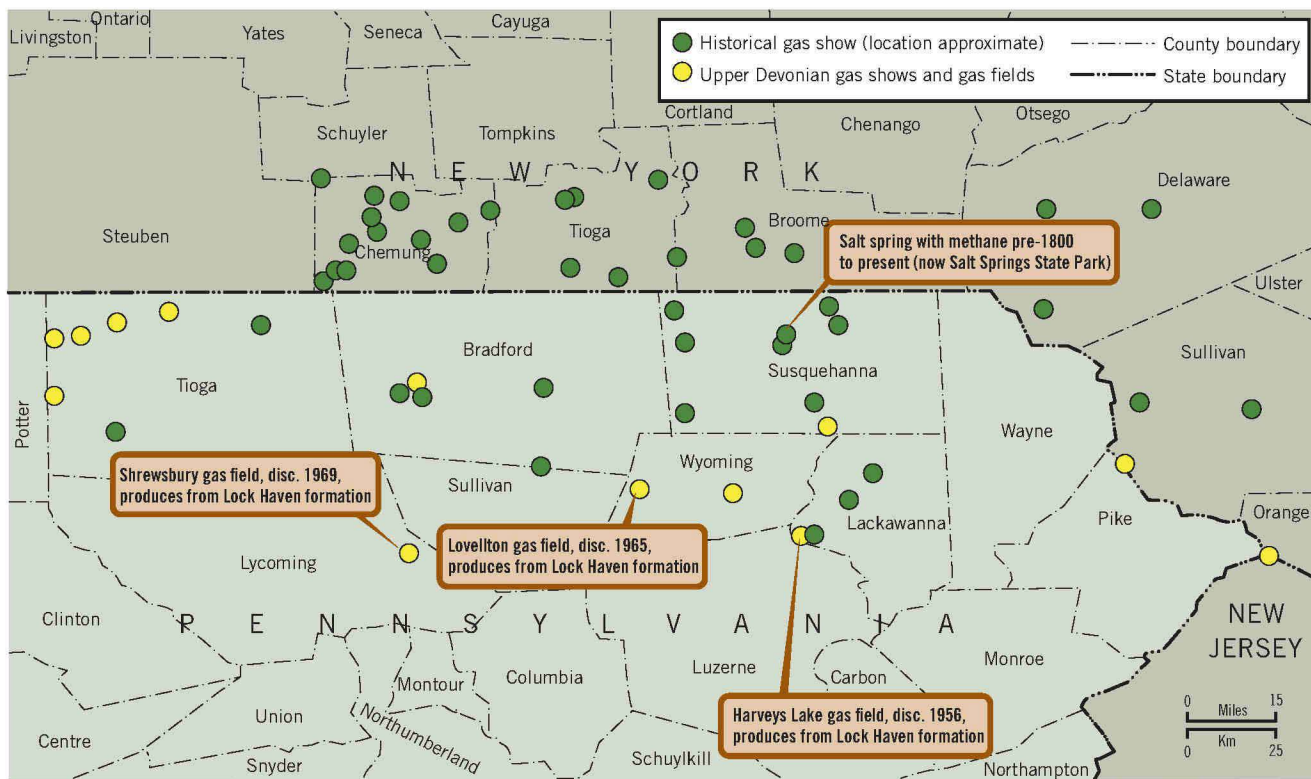 Livingston
Ontario
Yates
Seneca
Cayuga
Historical gas show (location approximate)
County boundary
Upper Devonian gas shows and gas fields
State boundary
Schuyler
Tompkins
Cortland
Chenango
Otsego
NEW YORK
Delaware
Steuben
Chemung
Tioga
Broome
Salt spring with methane pre-1800
to present (now Salt Springs State Park)
Ulster
Sullivan
Potter
Tioga
Bradford
Susquehanna
Wayne
Shrewsbury gas field, disc. 1969,
produces from Lock Haven formation
Sullivan
Wyoming
Lackawanna
Pike
Orange
Lycoming
Lovellton gas field, disc. 1965,
produces from Lock Haven formation
Clinton
PENNSYLVANIA
NEW
JERSEY
Centre
Union
Snyder
Montour
Northumberland
Columbia
Luzerne
Carbon
Monroe
Harveys Lake gas field, disc. 1956,
produces from Lock Haven formation
Schuylkill
Northampton
0 15
Miles
Km
0 25